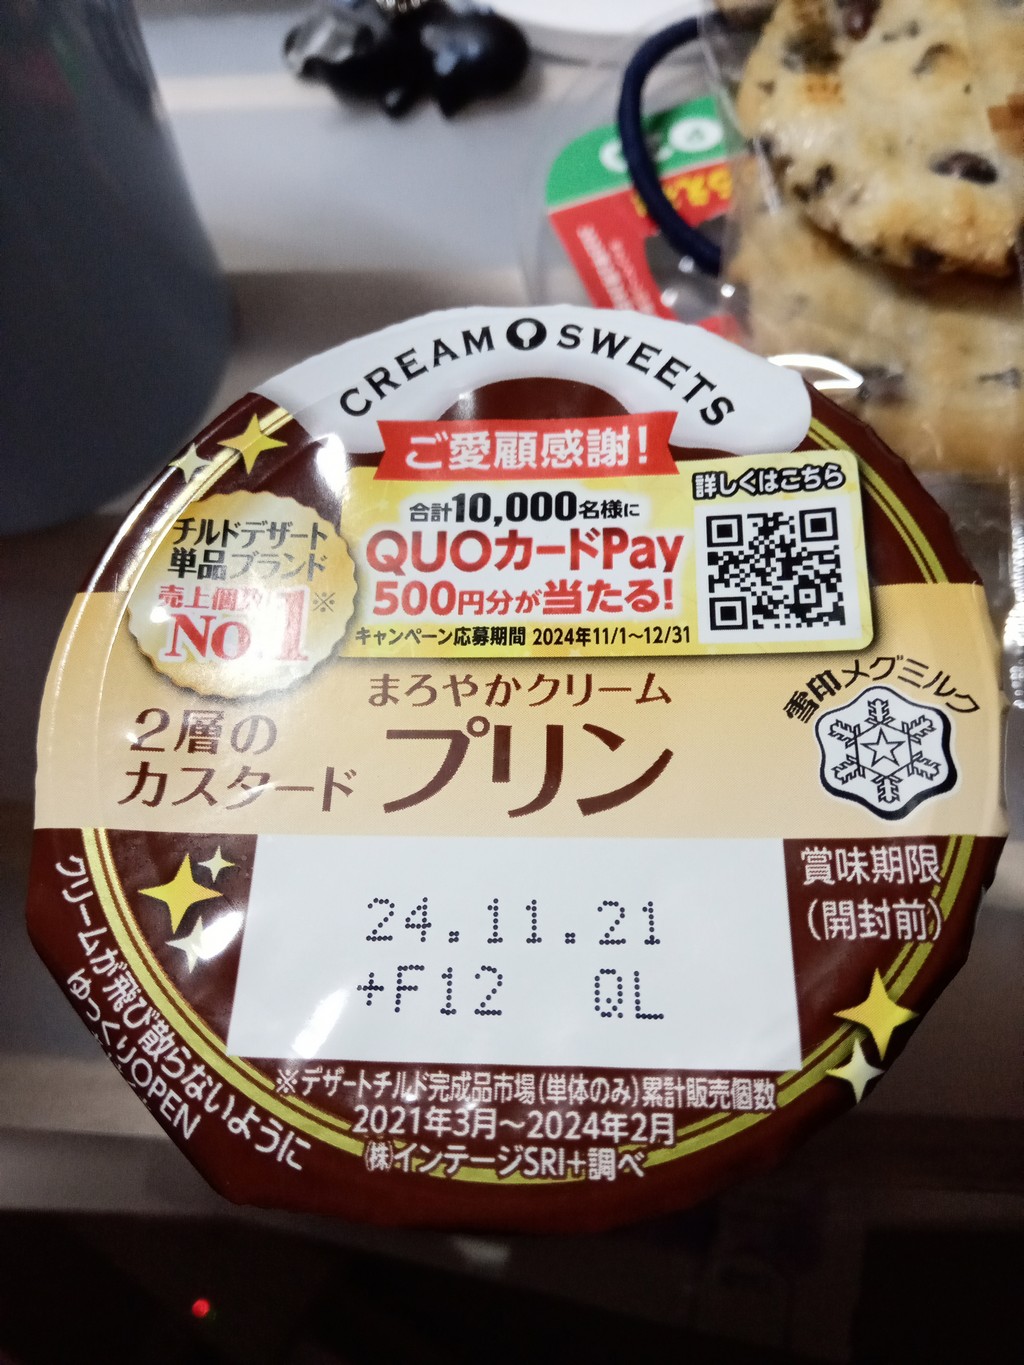 CREAM SWEETS
ご愛顧感謝!
詳しくはこちら
合計10,000名様に
QUOカードPay
500円分が当たる!
キャンペーン応募期間 2024年11/1～12/31
チルドデザート
単品ブランド
売上個数
No.1※
まろやかクリーム
プリン
2層の
カスタード
雪印メグミルク
賞味期限
(開封前)
24.11.21
+F12 QL
クリームが飛び散らないように
ゆっくりOPEN
※デザートチルド完成品市場(単体のみ)累計販売個数
2021年3月～2024年2月
㈱インテージSRI+調べ